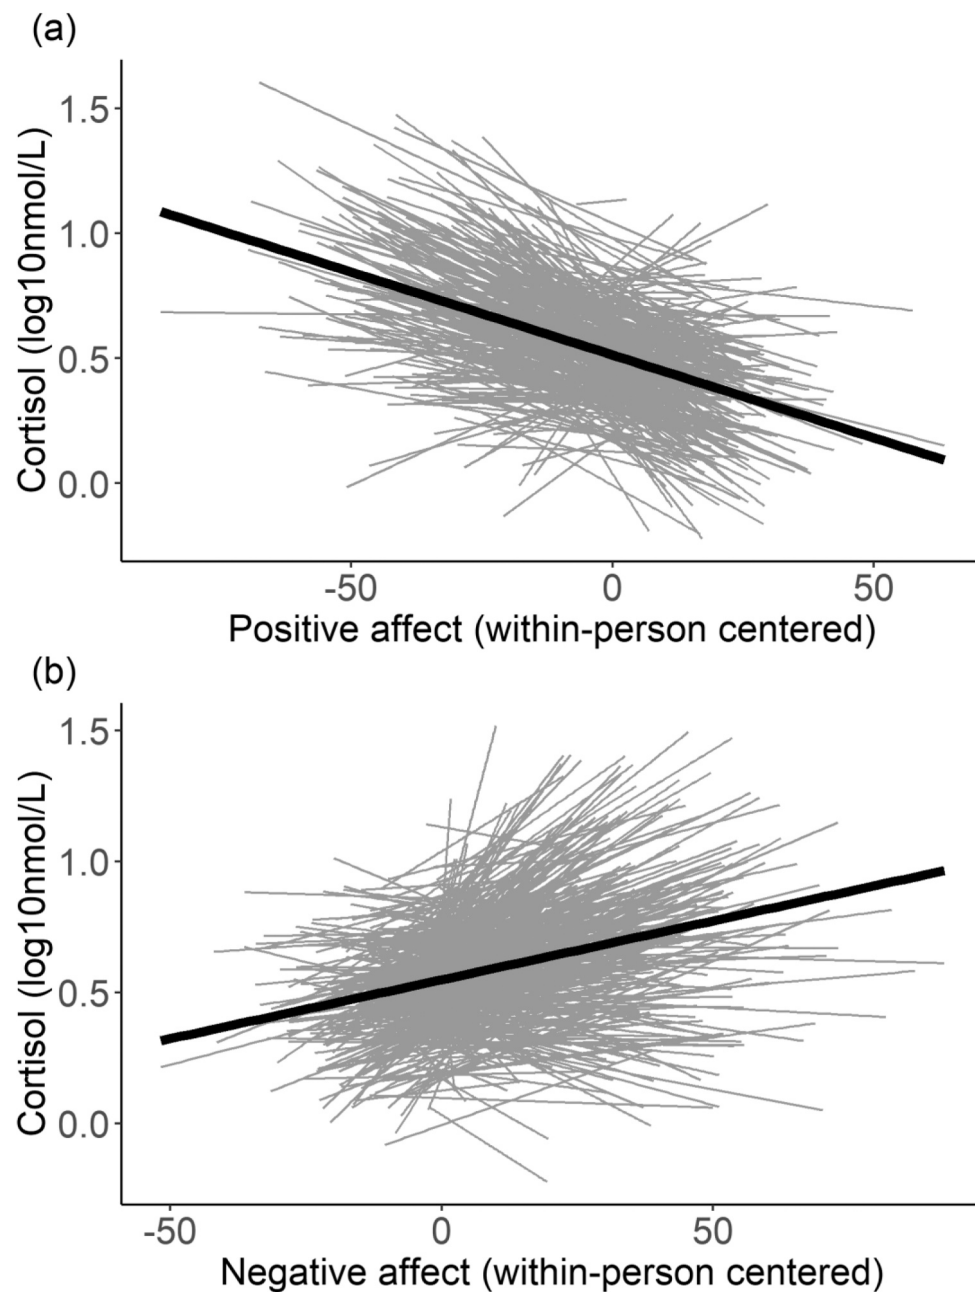 (a)
Cortisol (log10nmol/L)
1.5
1.0
0.5
0.0
-50
0
50
Positive affect (within-person centered)
(b)
Cortisol (log10nmol/L)
1.5
1.0
0.5
0.0
-50
0
50
Negative affect (within-person centered)